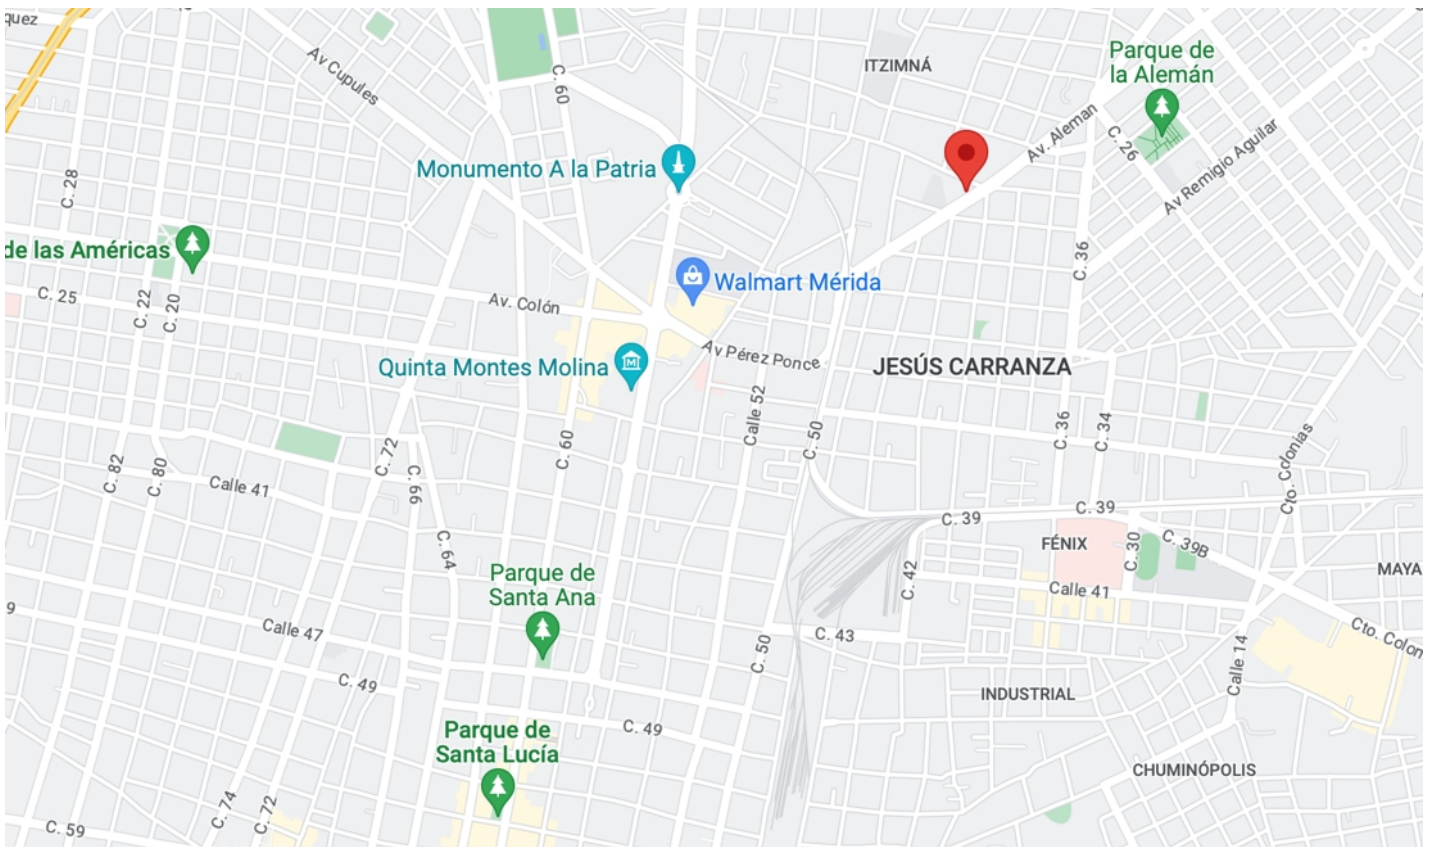 quez
Av Cupules
C. 60
ITZIMNÁ
Parque de
la Alemán
Av. Aleman
C. 26
Av Remigio Aguilar
C. 28
Monumento A la Patria
de las Américas
C. 36
C. 25
C. 22
C. 20
Av. Colón
Walmart Mérida
Av Pérez Ponce
Quinta Montes Molina
JESÚS CARRANZA
Calle 52
C. 50
C. 36
C. 34
C. 60
C. 72
C. 66
C. 82
C. 80
Calle 41
Cto. Colonias
C. 39
C. 39
C. 39B
C. 64
FÉNIX
C. 30
MAYA
Parque de
Santa Ana
C. 42
Calle 41
9
Calle 47
C. 43
Cto. Colon
C. 50
Calle 14
C. 49
INDUSTRIAL
C. 49
Parque de
Santa Lucía
CHUMINÓPOLIS
C. 74
C. 72
C. 59